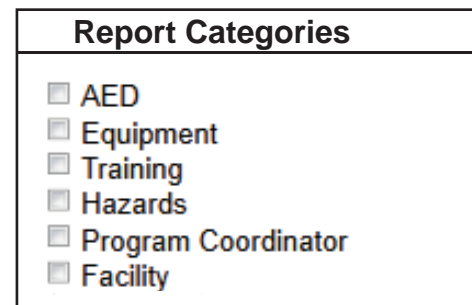 Report Categories
AED
Equipment
Training
Hazards
Program Coordinator
Facility